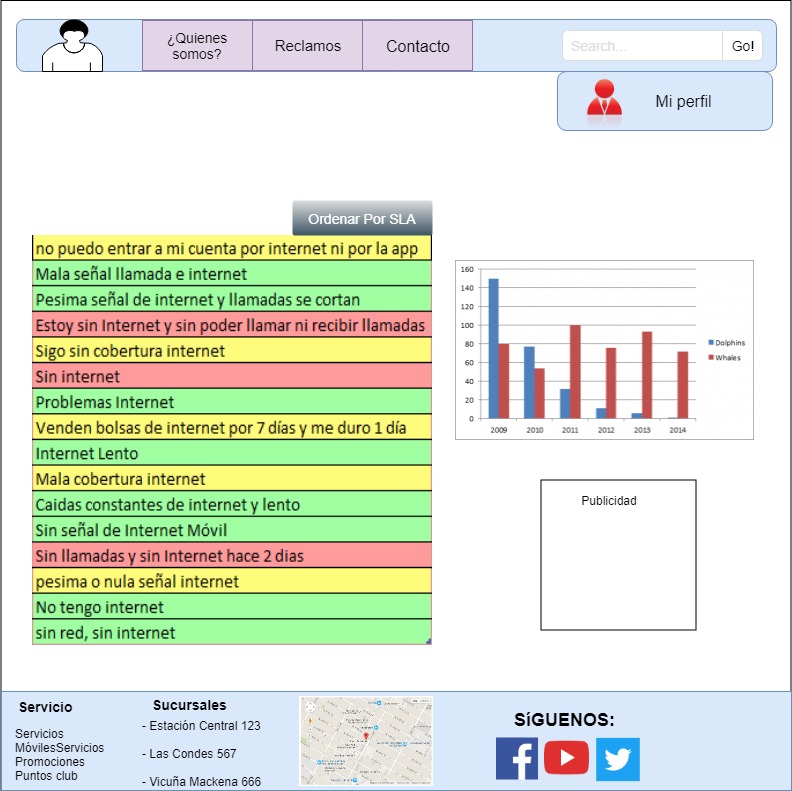 ¿Quienes
somos?
Reclamos
Contacto
Search...
Go!
Mi perfil
Ordenar Por SLA
no puedo entrar a mi cuenta por internet ni por la app
Mala señal llamada e internet
Pesima señal de internet y llamadas se cortan
Estoy sin Internet y sin poder llamar ni recibir llamadas
Sigo sin cobertura internet
Sin internet
Problemas Internet
Venden bolsas de internet por 7 días y me duro 1 día
Internet Lento
Mala cobertura internet
Caidas constantes de internet y lento
Sin señal de Internet Móvil
Sin llamadas y sin Internet hace 2 dias
pesima o nula señal internet
No tengo internet
sin red, sin internet
160
140
120
100
80
60
40
20
0
2009 2010 2011 2012 2013 2014
Dolphins
Whales
Publicidad
Servicio
Servicios
MóvilesServicios
Promociones
Puntos club
Sucursales
- Estación Central 123
- Las Condes 567
- Vicuña Mackena 666
SíGUENOS: